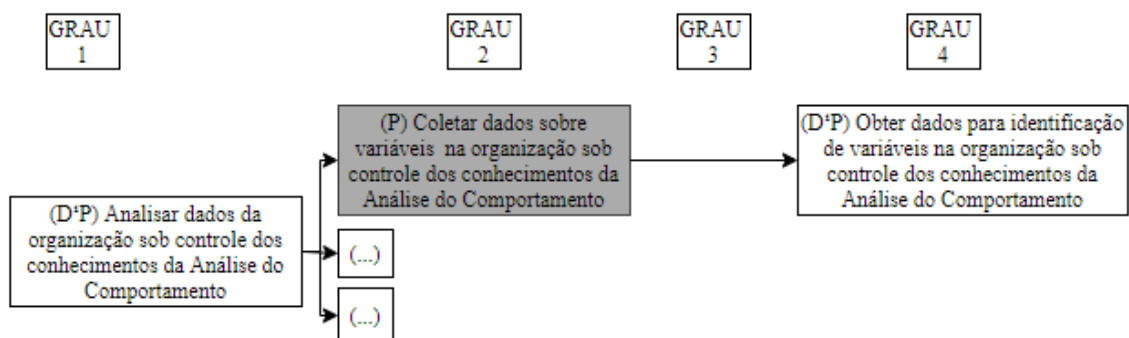 GRAU
1
GRAU
2
GRAU
3
GRAU
4
(P) Coletar dados sobre
variáveis na organização sob
controle dos conhecimentos da
Análise do Comportamento
(D¹P) Obter dados para identificação
de variáveis na organização sob
controle dos conhecimentos da
Análise do Comportamento
(D¹P) Analisar dados da
organização sob controle dos
conhecimentos da Análise do
Comportamento
(...)
(...)